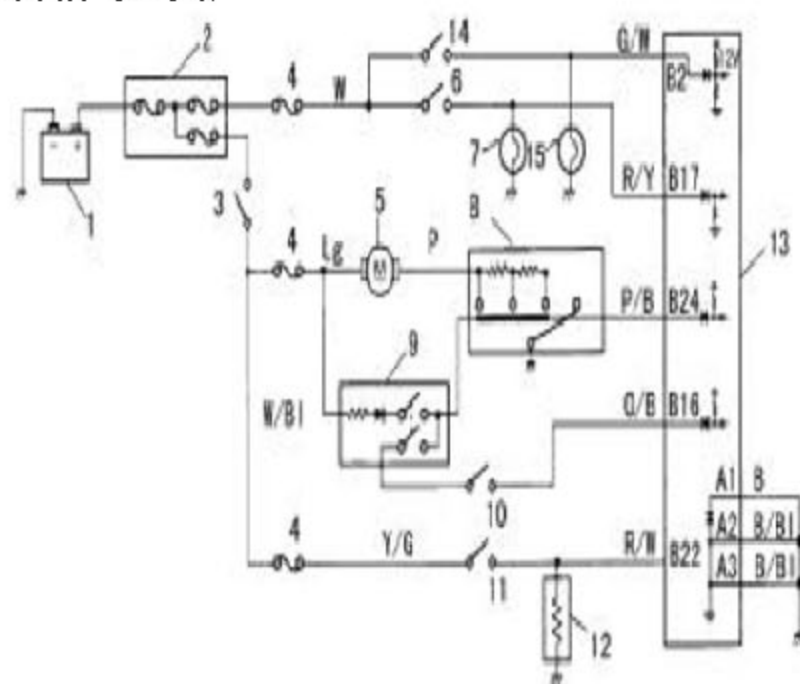 14
G/W
2
4
W
6
12V
B2
7
15
R/Y B17
1
3
5
8
4
Lg
M
P
13
P/B B24
9
W/Bl
O/B B16
10
A1 B
4
Y/G
A2 B/Bl
R/W B22
A3 B/Bl
11
12